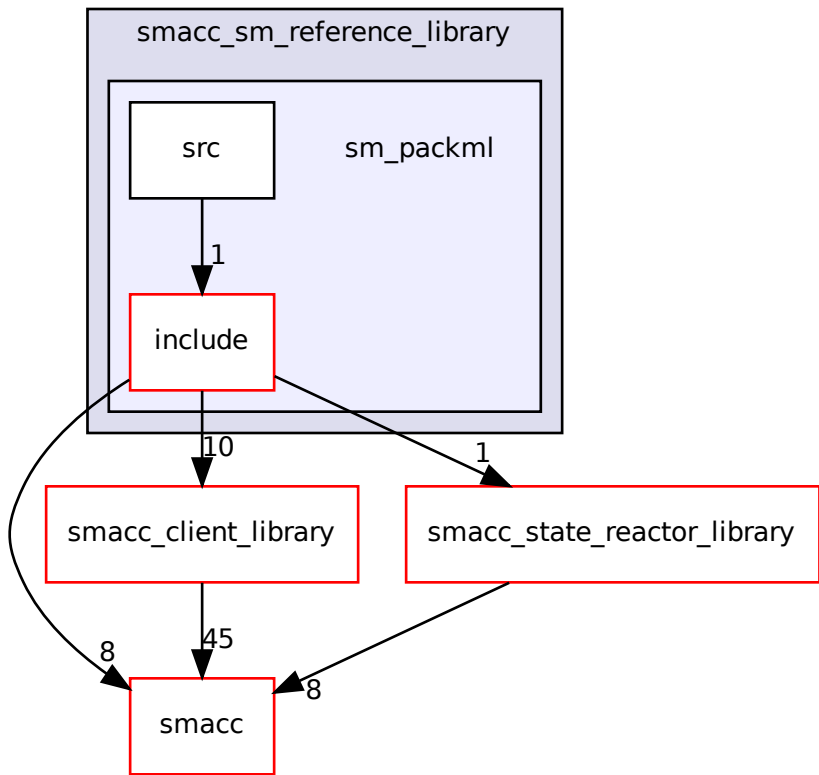 smacc_sm_reference_library
src
sm_packml
1
include
10
1
smacc_client_library
smacc_state_reactor_library
8
45
8
smacc